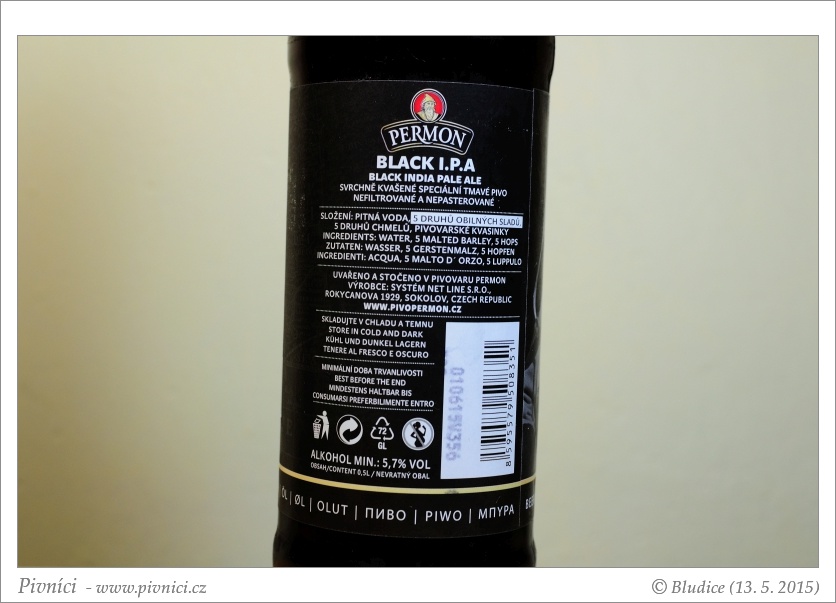 PERMON
BLACK I.P.A
BLACK INDIA PALE ALE
SVRCHNĚ KVAŠENÉ SPECIÁLNÍ TMAVÉ PIVO
NEFILTROVANÉ A NEPASTEROVANÉ
SLOŽENÍ: PITNÁ VODA, 5 DRUHŮ OBILNÝCH SLADŮ,
5 DRUHŮ CHMELŮ, PIVOVARSKÉ KVASINKY
INGREDIENTS: WATER, 5 MALTED BARLEY, 5 HOPS
ZUTATEN: WASSER, 5 GERSTENMALZ, 5 HOPFEN
INGREDIENTI: ACQUA, 5 MALTO D´ ORZO, 5 LUPPULO
UVAŘENO A STOČENO V PIVOVARU PERMON
VÝROBCE: SYSTÉM NET LINE S.R.O.,
ROKYCANOVA 1929, SOKOLOV, CZECH REPUBLIC
WWW.PIVOPERMON.CZ
SKLADUJTE V CHLADU A TEMNU
STORE IN COLD AND DARK
KÜHL UND DUNKEL LAGERN
TENERE AL FRESCO E OSCURO
MINIMÁLNÍ DOBA TRVANLIVOSTI
BEST BEFORE THE END
MINDESTENS HALTBAR BIS
CONSUMARSI PREFERIBILMENTE ENTRO
010615V356
8595579508351
72
GL
ALKOHOL MIN.: 5,7% VOL
OBSAH/CONTENT 0,5L / NEVRATNÝ OBAL
ÖL | ØL | OLUT | ПИВО | PIWO | ΜΠΥΡΑ
Pivníci - www.pivnici.cz
© Bludice (13. 5. 2015)